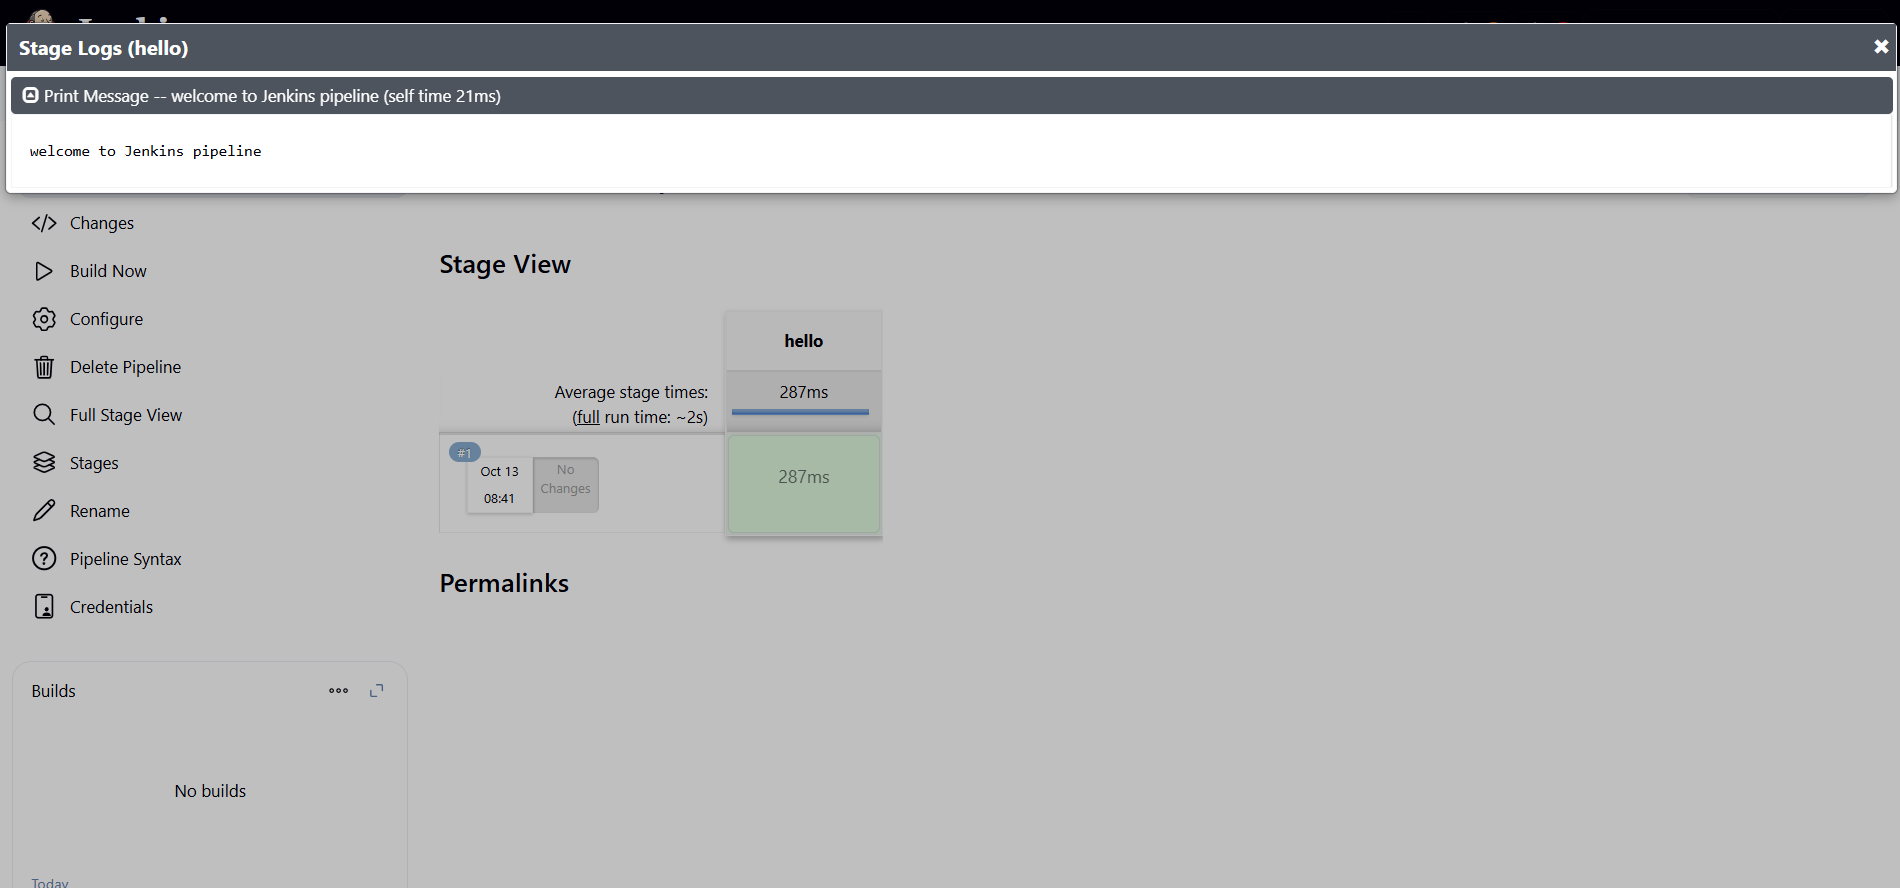 Stage Logs (hello)
Print Message -- welcome to Jenkins pipeline (self time 21ms)
welcome to Jenkins pipeline
Changes
Build Now
Configure
Delete Pipeline
Full Stage View
Stages
Rename
Pipeline Syntax
Credentials
Builds
No builds
Today
Stage View
hello
Average stage times:
(full run time: ~2s)
287ms
#1
Oct 13
08:41
No
Changes
287ms
Permalinks